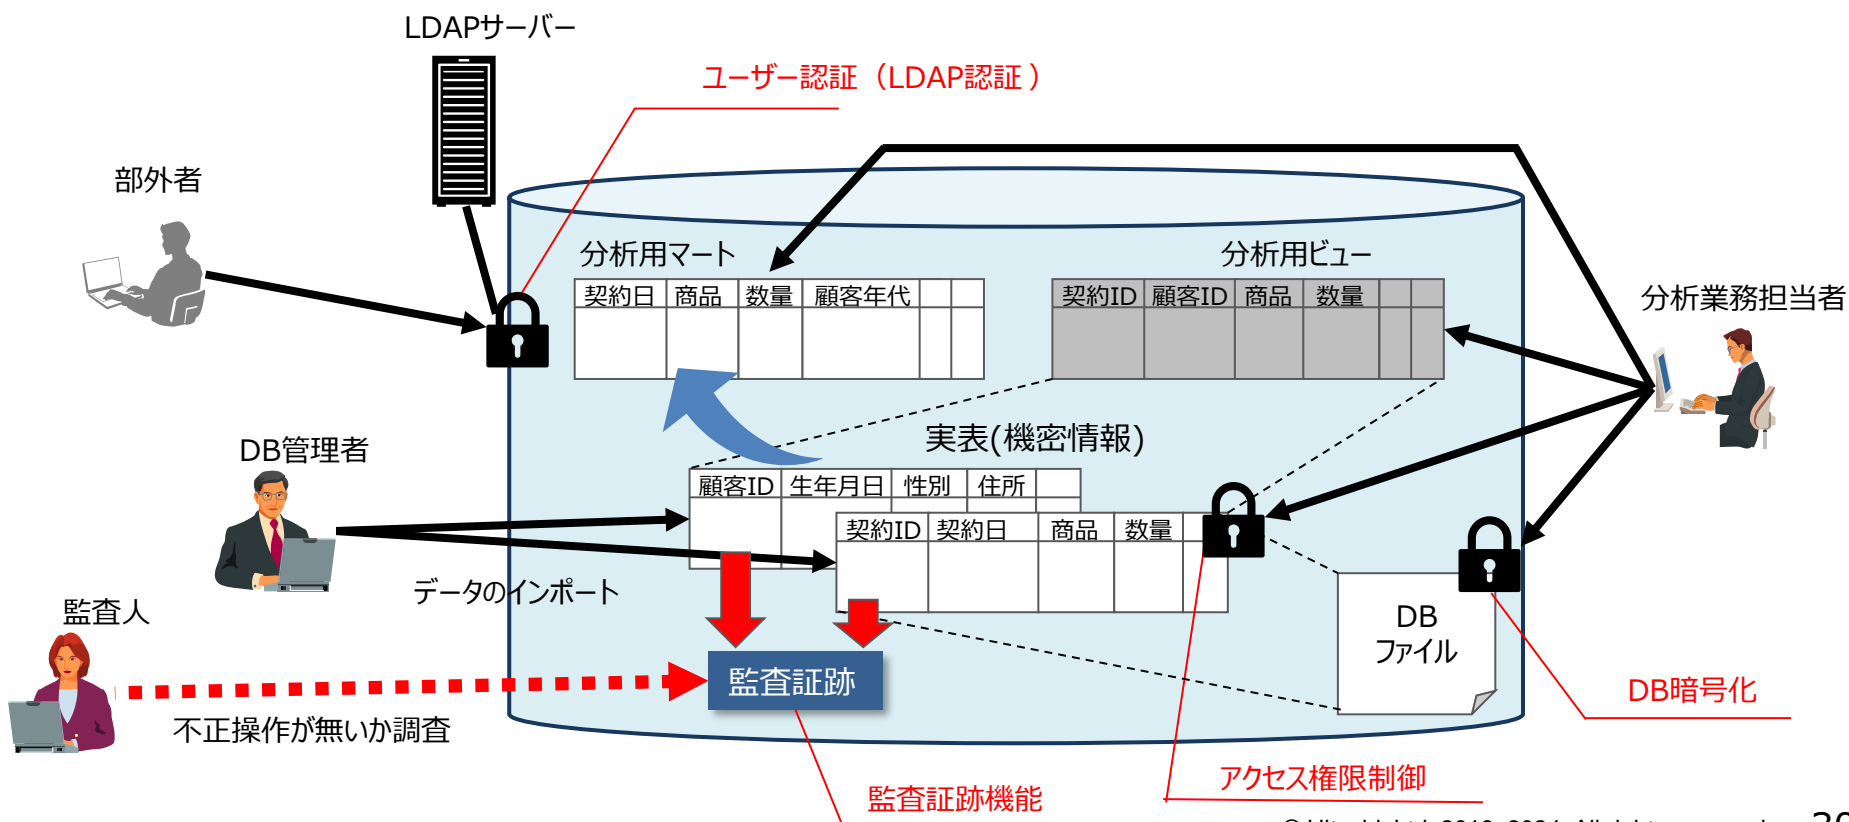 LDAPサーバー
ユーザー認証（LDAP認証）
部外者
分析用マート
分析用ビュー
契約日 商品 数量 顧客年代
契約ID 顧客ID 商品 数量
分析業務担当者
DB管理者
実表(機密情報)
顧客ID 生年月日 性別 住所
契約ID 契約日 商品 数量
データのインポート
監査人
DB
ファイル
監査証跡
DB暗号化
不正操作が無いか調査
アクセス権限制御
監査証跡機能